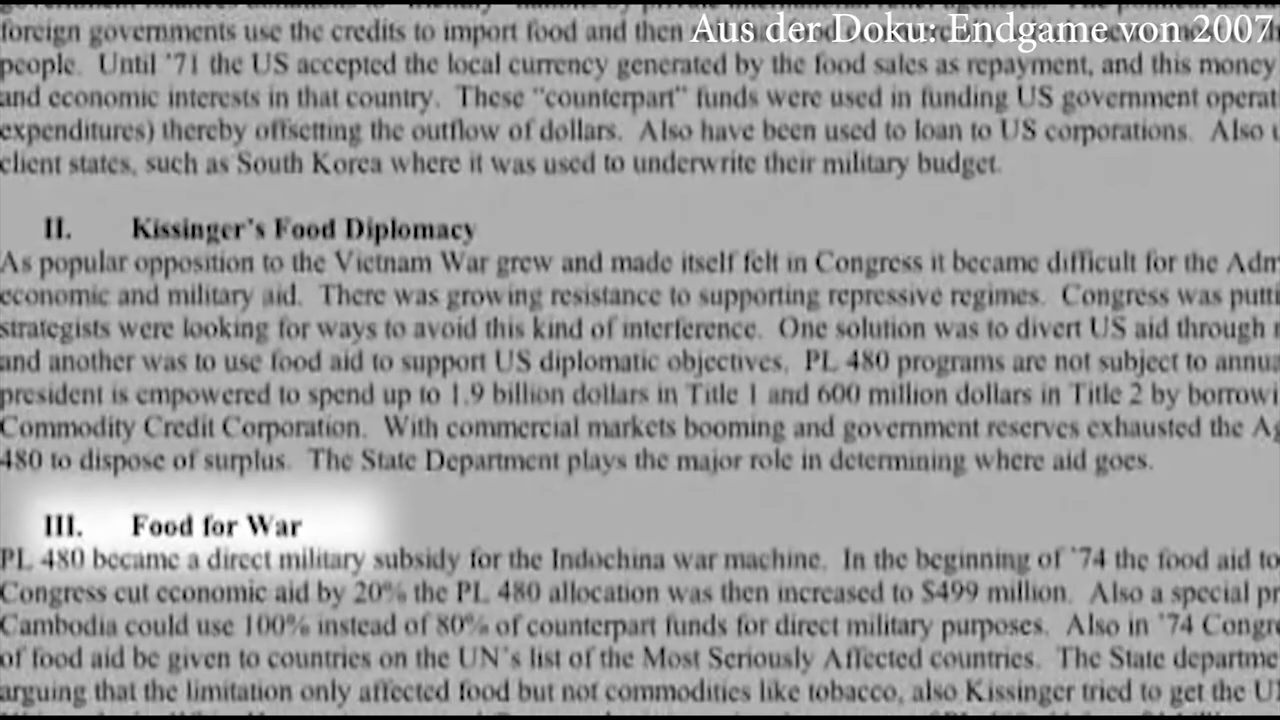 Aus der Doku: Endgame von 2007
foreign governments use the credits to import food and then
people. Until '71 the US accepted the local currency generated by the food sales as repayment, and this money
and economic interests in that country. These "counterpart" funds were used in funding US government operat
expenditures) thereby offsetting the outflow of dollars. Also have been used to loan to US corporations. Also
client states, such as South Korea where it was used to underwrite their military budget.
II. Kissinger's Food Diplomacy
As popular opposition to the Vietnam War grew and made itself felt in Congress it became difficult for the Adm
economic and military aid. There was growing resistance to supporting repressive regimes. Congress was putti
strategists were looking for ways to avoid this kind of interference. One solution was to divert US aid through
and another was to use food aid to support US diplomatic objectives. PL 480 programs are not subject to annua
president is empowered to spend up to 1.9 billion dollars in Title 1 and 600 million dollars in Title 2 by borrowi
Commodity Credit Corporation. With commercial markets booming and government reserves exhausted the Ag
480 to dispose of surplus. The State Department plays the major role in determining where aid goes.
III. Food for War
PL 480 became a direct military subsidy for the Indochina war machine. In the beginning of '74 the food aid to
Congress cut economic aid by 20% the PL 480 allocation was then increased to $499 million. Also a special pr
Cambodia could use 100% instead of 80% of counterpart funds for direct military purposes. Also in '74 Congre
of food aid be given to countries on the UN's list of the Most Seriously Affected countries. The State departme
arguing that the limitation only affected food but not commodities like tobacco, also Kissinger tried to get the U